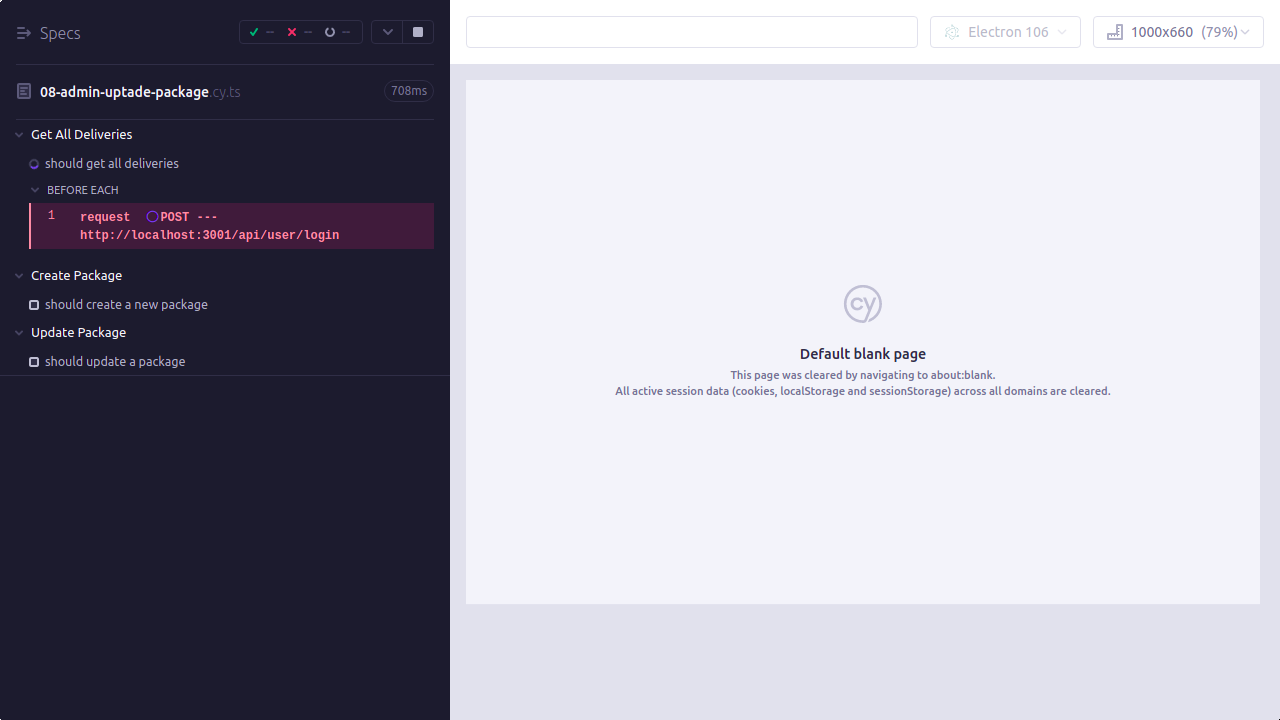 Specs
--
--
--
Electron 106
1000x660 (79%)
08-admin-uptade-package.cy.ts
708ms
Get All Deliveries
should get all deliveries
BEFORE EACH
1 request POST ---
http://localhost:3001/api/user/login
Create Package
should create a new package
Update Package
should update a package
cy
Default blank page
This page was cleared by navigating to about:blank.
All active session data (cookies, localStorage and sessionStorage) across all domains are cleared.